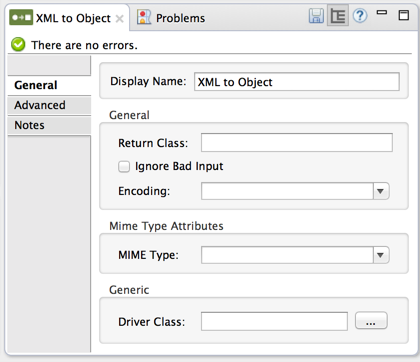 XML to Object
Problems
There are no errors.
General
Advanced
Notes
Display Name: XML to Object
General
Return Class:
Ignore Bad Input
Encoding:
Mime Type Attributes
MIME Type:
Generic
Driver Class:
...